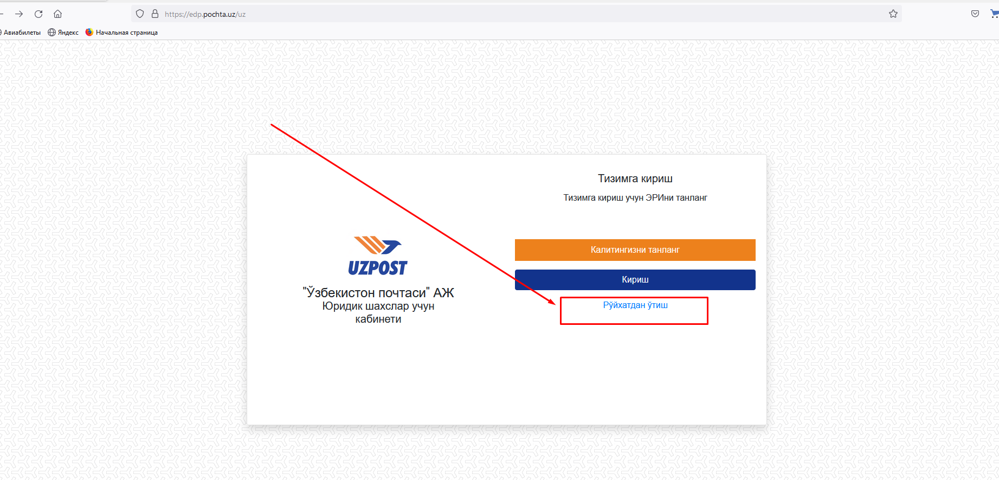 https://edp.pochta.uz/uz
Авиабилеты Яндекс Начальная страница
Тизимга кириш
Тизимга кириш учун ЭРИни танланг
Калитингизни танланг
Кириш
Рўйхатдан ўтиш
UZPOST
"Ўзбекистон почтаси" АЖ
Юридик шахслар учун
кабинети